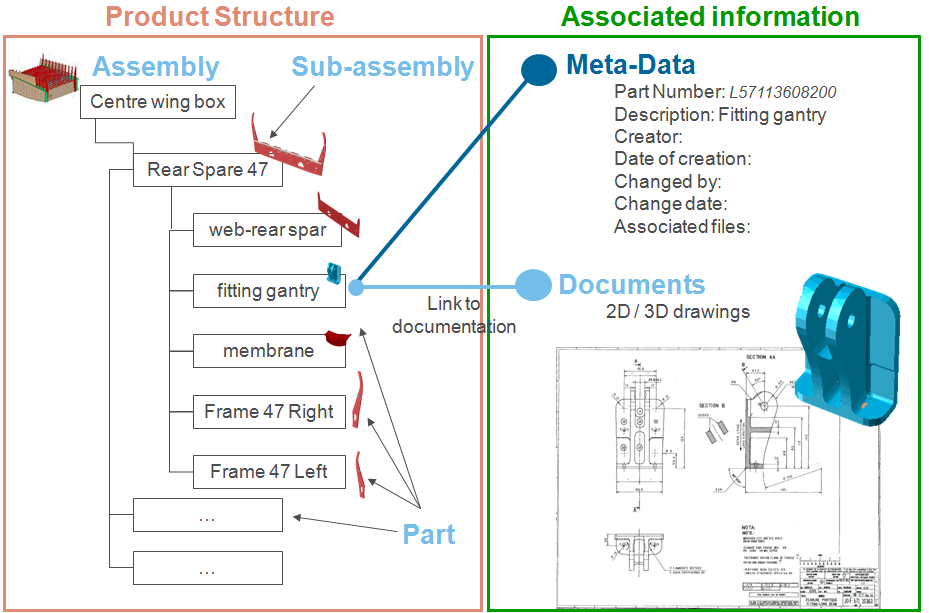 Product Structure
Associated information
Assembly
Sub-assembly
Centre wing box
Rear Spare 47
web-rear spar
fitting gantry
membrane
Frame 47 Right
Frame 47 Left
...
...
Part
Link to
documentation
Meta-Data
Part Number: L57113608200
Description: Fitting gantry
Creator:
Date of creation:
Changed by:
Change date:
Associated files:
Documents
2D / 3D drawings
SECTION AA
SECTION B
NOTA:
NOTE: